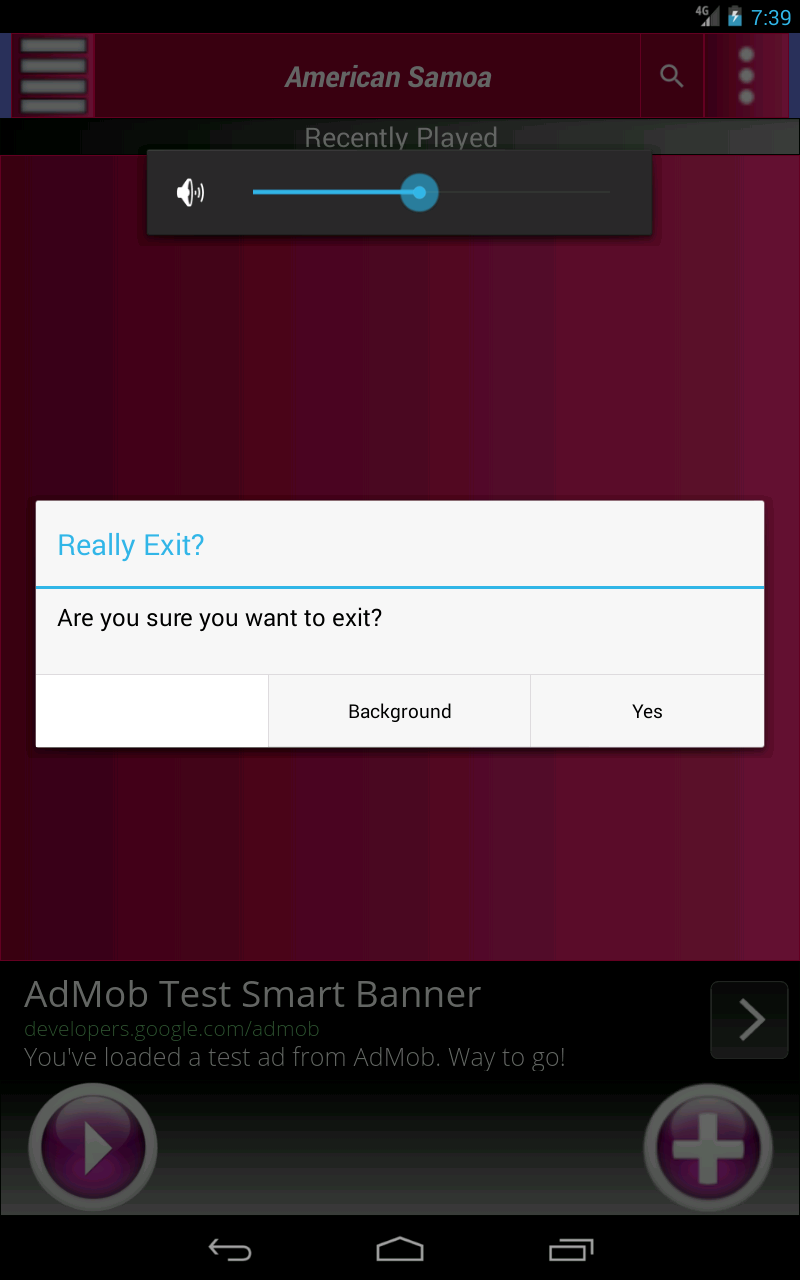 4G 7:39
American Samoa
Recently Played
Really Exit?
Are you sure you want to exit?
Background Yes
AdMob Test Smart Banner
developers.google.com/admob
You've loaded a test ad from AdMob. Way to go!